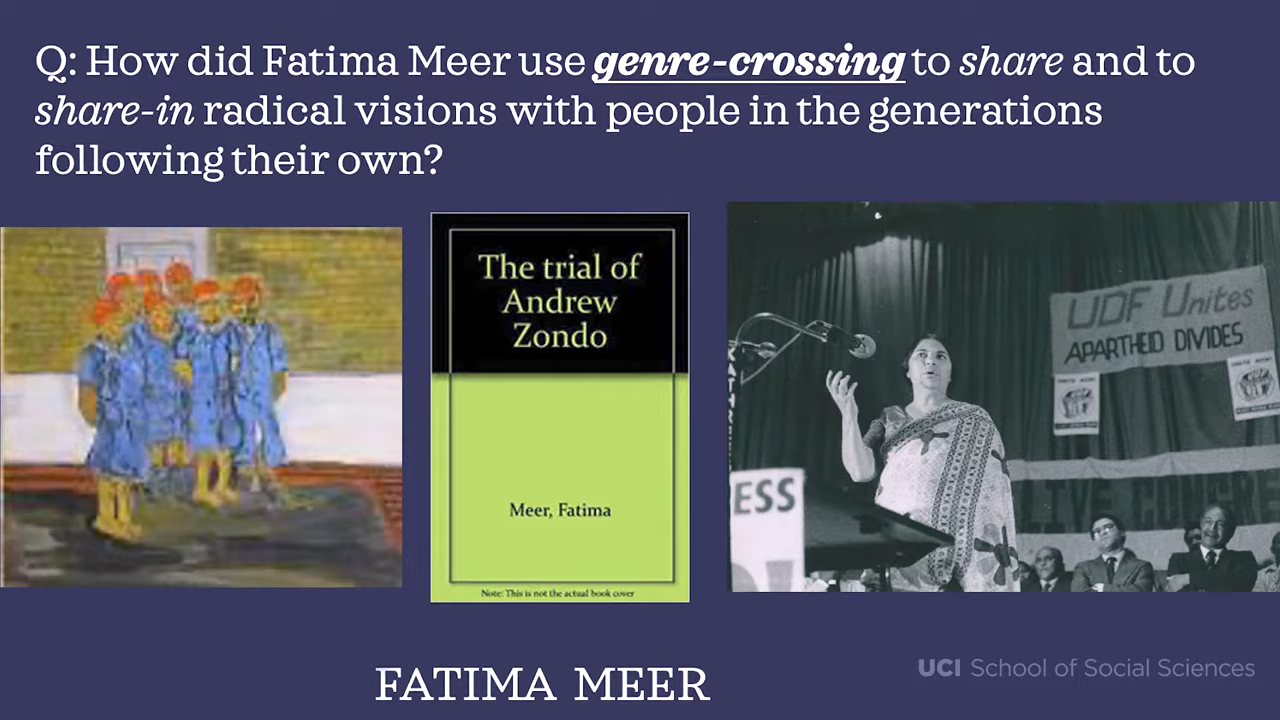 Q: How did Fatima Meer use genre-crossing to share and to
share-in radical visions with people in the generations
following their own?
The trial of
Andrew
Zondo
Meer, Fatima
Note: This is not the actual book cover
UDF Unites
APARTHEID DIVIDES
ESS
FATIMA MEER
UCI School of Social Sciences